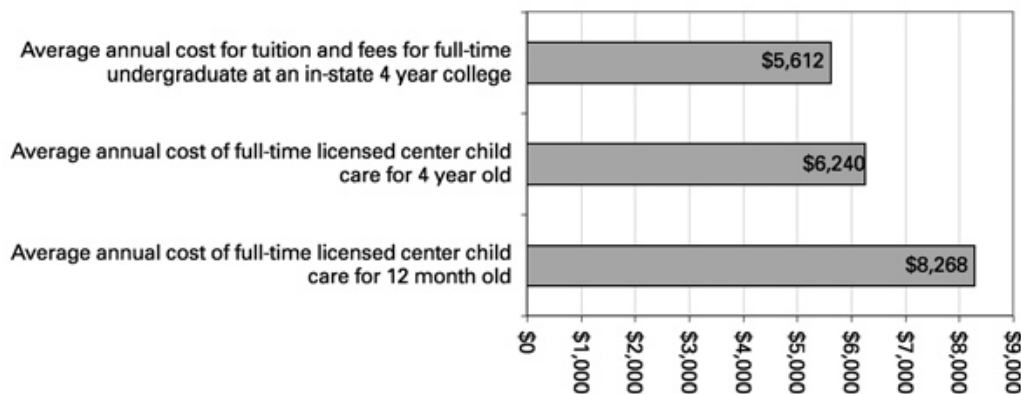 Average annual cost for tuition and fees for full-time
undergraduate at an in-state 4 year college
$5,612
Average annual cost of full-time licensed center child
care for 4 year old
$6,240
Average annual cost of full-time licensed center child
care for 12 month old
$8,268
$0
$1,000
$2,000
$3,000
$4,000
$5,000
$6,000
$7,000
$8,000
$9,000